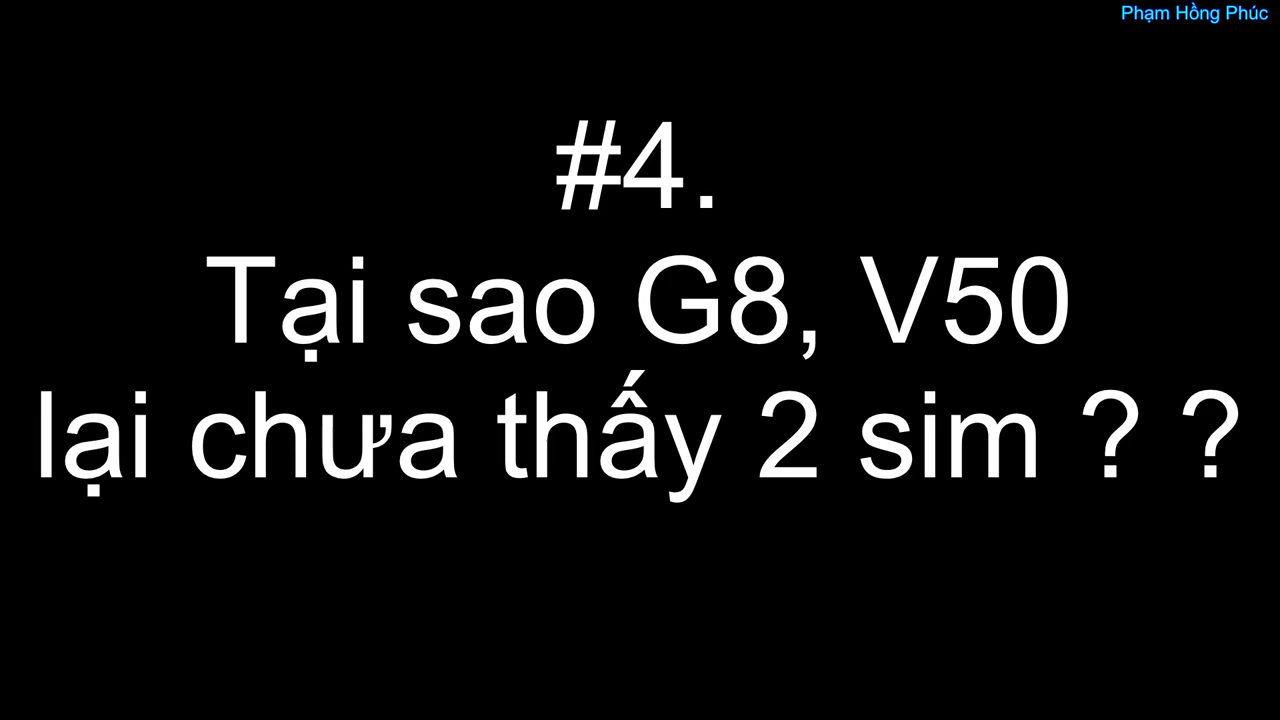 Phạm Hồng Phúc
#4.
Tại sao G8, V50
lại chưa thấy 2 sim ? ?